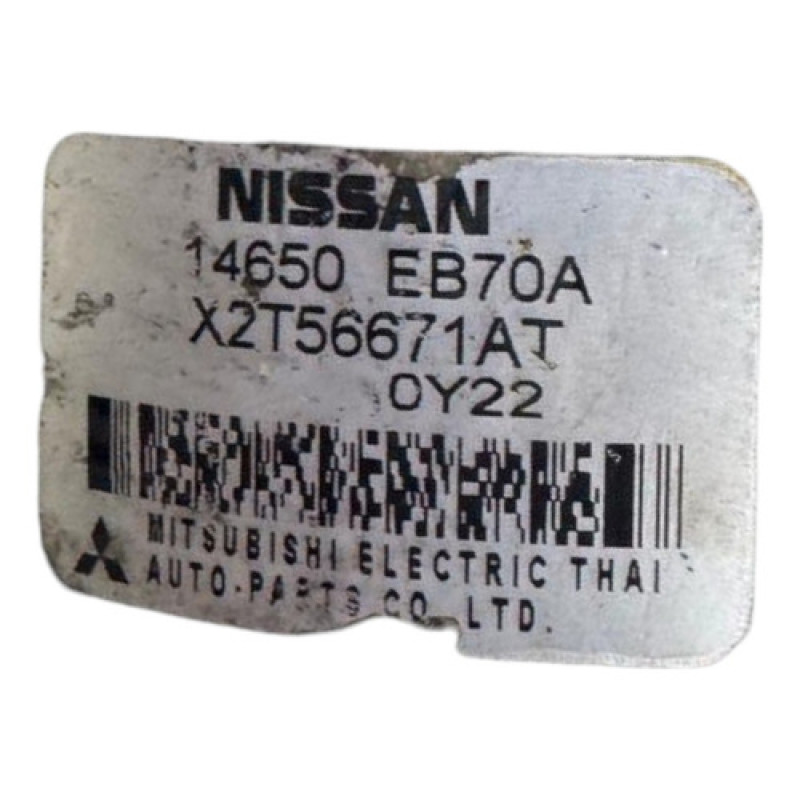 NISSAN
14650 EB70A
X2T56671AT
0Y22
MITSUBISHI ELECTRIC THAI
AUTO-PARTS CO. LTD.